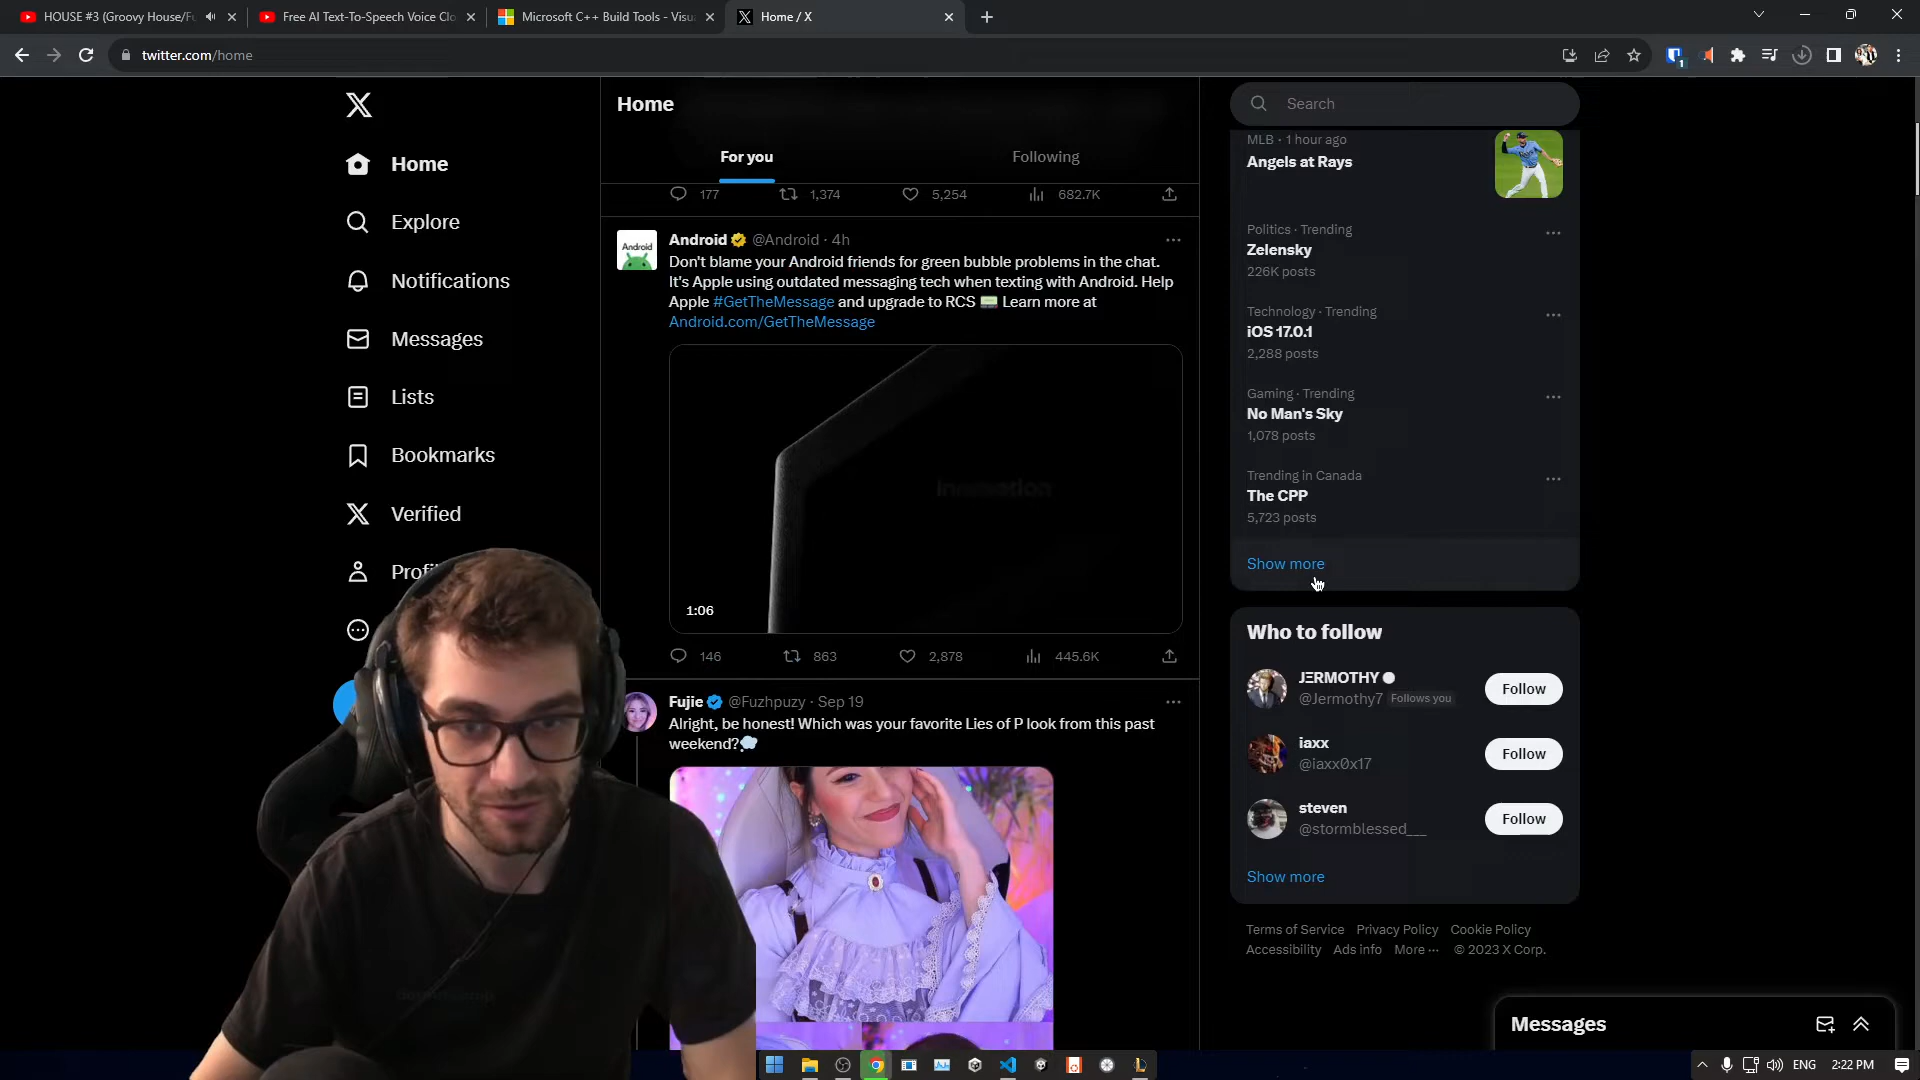 HOUSE #3 (Groovy House/Fu
Free AI Text-To-Speech Voice Clo
Microsoft C++ Build Tools - Visua
Home / X
twitter.com/home
Home
Explore
Notifications
Messages
Lists
Bookmarks
Verified
Profil
Home
For you
Following
177
1,374
5,254
682.7K
Android
Android @Android · 4h
Don't blame your Android friends for green bubble problems in the chat.
It's Apple using outdated messaging tech when texting with Android. Help
Apple #GetTheMessage and upgrade to RCS 📟 Learn more at
Android.com/GetTheMessage
1:06
146
863
2,878
445.6K
Fujie @Fuzhpuzy · Sep 19
Alright, be honest! Which was your favorite Lies of P look from this past
weekend?💭
Search
MLB · 1 hour ago
Angels at Rays
Politics · Trending
Zelensky
226K posts
Technology · Trending
iOS 17.0.1
2,288 posts
Gaming · Trending
No Man's Sky
1,078 posts
Trending in Canada
The CPP
5,723 posts
Show more
Who to follow
JΞRMOTHY
@Jermothy7 Follows you
Follow
iaxx
@iaxx0x17
Follow
steven
@stormblessed___
Follow
Show more
Terms of Service Privacy Policy Cookie Policy
Accessibility Ads info More ··· © 2023 X Corp.
Messages
ENG 2:22 PM